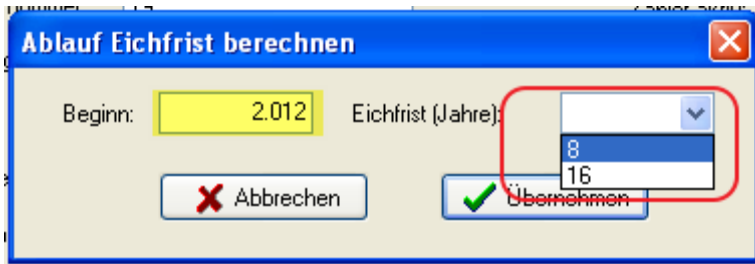 Ablauf Eichfrist berechnen
Beginn: 2.012 Eichfrist (Jahre):
8
16
Abbrechen Übernehmen